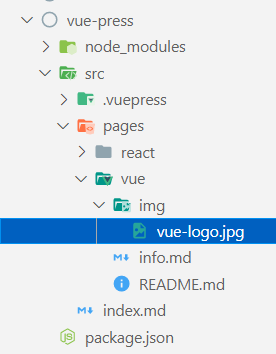 vue-press
node_modules
src
.vuepress
pages
react
vue
img
vue-logo.jpg
info.md
README.md
index.md
package.json